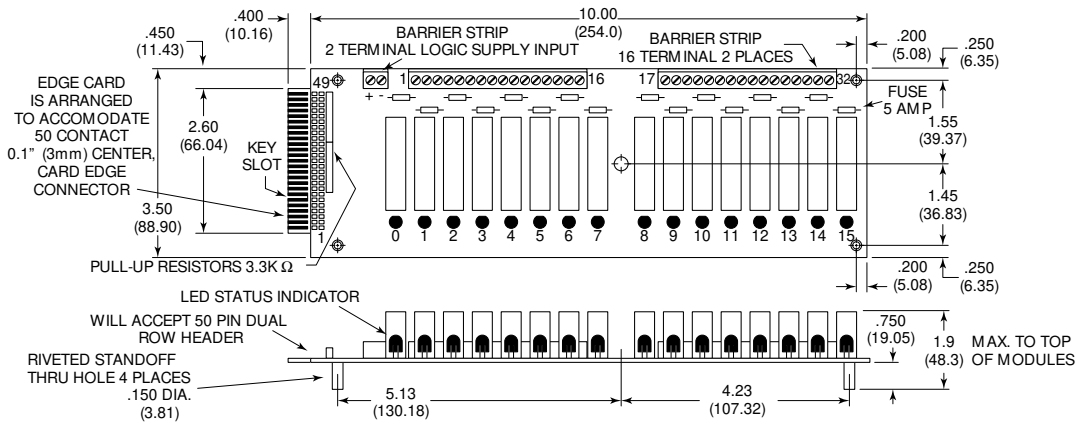 .400
(10.16)
10.00
(254.0)
.200
(5.08)
.250
(6.35)
.450
(11.43)
BARRIER STRIP
2 TERMINAL LOGIC SUPPLY INPUT
BARRIER STRIP
16 TERMINAL 2 PLACES
EDGE CARD
IS ARRANGED
TO ACCOMODATE
50 CONTACT
0.1" (3mm) CENTER,
CARD EDGE
CONNECTOR
2.60
(66.04)
KEY
SLOT
3.50
(88.90)
49
1
+ -
1
16
17
32
FUSE
5 AMP
1.55
(39.37)
1.45
(36.83)
0 1 2 3 4 5 6 7 8 9 10 11 12 13 14 15
PULL-UP RESISTORS 3.3K Ω
.200
(5.08)
.250
(6.35)
LED STATUS INDICATOR
WILL ACCEPT 50 PIN DUAL
ROW HEADER
RIVETED STANDOFF
THRU HOLE 4 PLACES
.150 DIA.
(3.81)
5.13
(130.18)
4.23
(107.32)
.750
(19.05)
1.9
(48.3)
MAX. TO TOP
OF MODULES